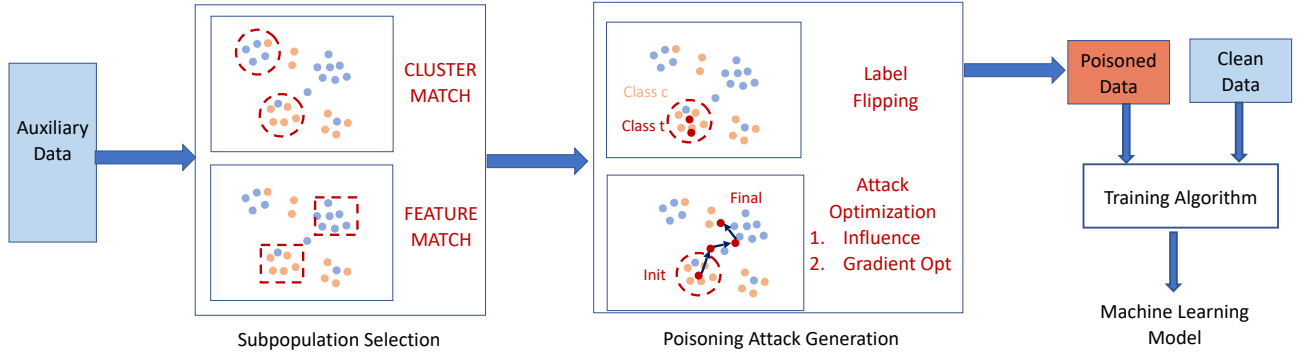 Auxiliary
Data
CLUSTER
MATCH
FEATURE
MATCH
Subpopulation Selection
Class c
Class t
Label
Flipping
Init
Final
Attack
Optimization
1. Influence
2. Gradient Opt
Poisoning Attack Generation
Poisoned
Data
Clean
Data
Training Algorithm
Machine Learning
Model